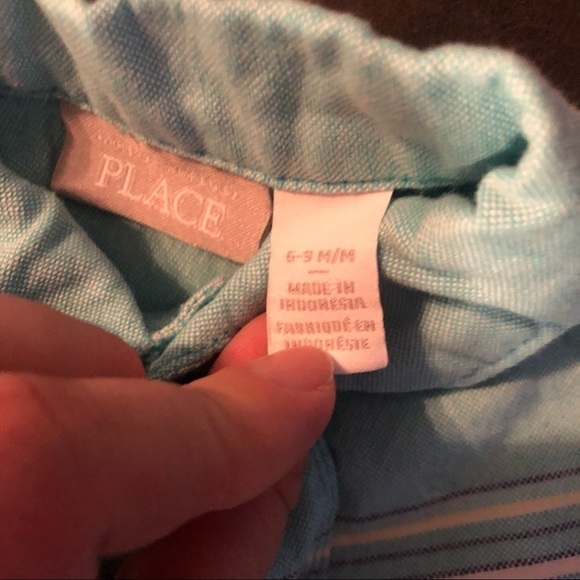 PLACE
6-9 M/M
MADE IN
INDONESIA
FABRIQUÉ EN
INDONÉSIE